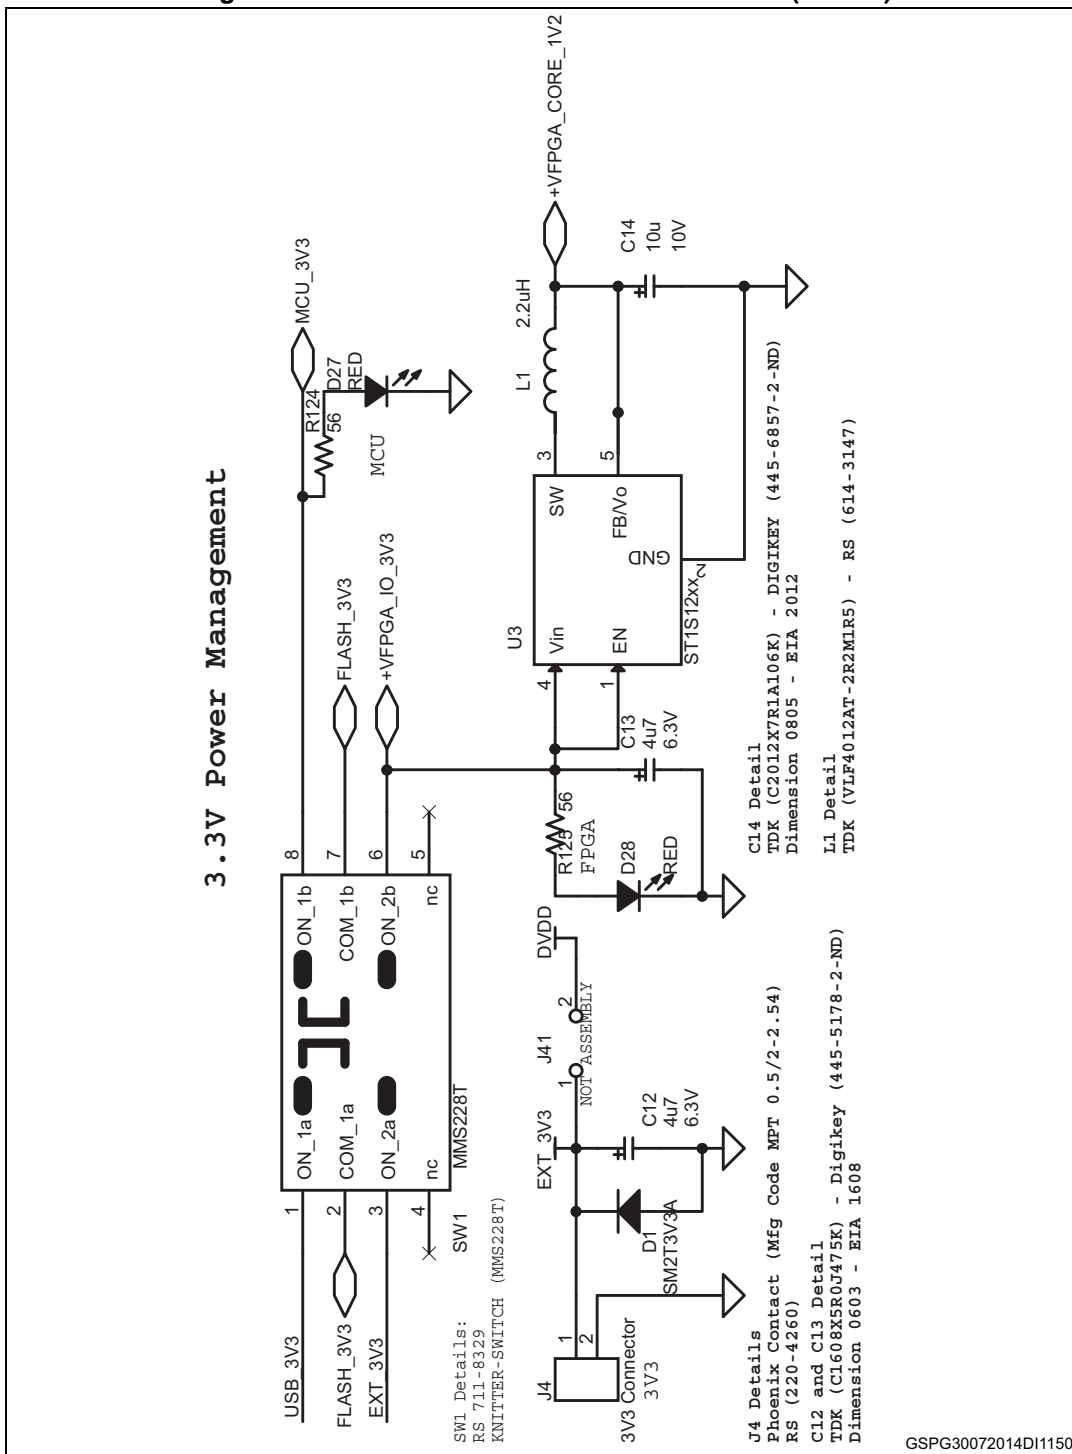 3.3V Power Management
USB_3V3
FLASH_3V3
EXT_3V3
1
2
3
4
ON_1a
COM_1a
ON_2a
nc
ON_1b
COM_1b
ON_2b
nc
8
7
6
5
SW1
MMS228T
SW1 Details:
RS 711-8329
KNITTER-SWITCH (MMS228T)
MCU_3V3
FLASH_3V3
+VFPGA_IO_3V3
R124
56
D27
RED
MCU
J4
3V3 Connector
3V3
1
2
D1
SM2T3V3A
EXT_3V3
C12
4u7
6.3V
J41
1
2
NOT ASSEMBLY
DVDD
R125
56
FPGA
D28
RED
C13
4u7
6.3V
U3
4
1
Vin
EN
SW
FB/Vo
GND
3
5
2
ST1S12xx
L1
2.2uH
+VFPGA_CORE_1V2
C14
10u
10V
J4 Details
Phoenix Contact (Mfg Code MPT 0.5/2-2.54)
RS (220-4260)
C12 and C13 Detail
TDK (C1608X5R0J475K) - Digikey (445-5178-2-ND)
Dimension 0603 - EIA 1608
C14 Detail
TDK (C2012X7R1A106K) - DIGIKEY (445-6857-2-ND)
Dimension 0805 - EIA 2012
L1 Detail
TDK (VLF4012AT-2R2M1R5) - RS (614-3147)
GSPG30072014DI1150